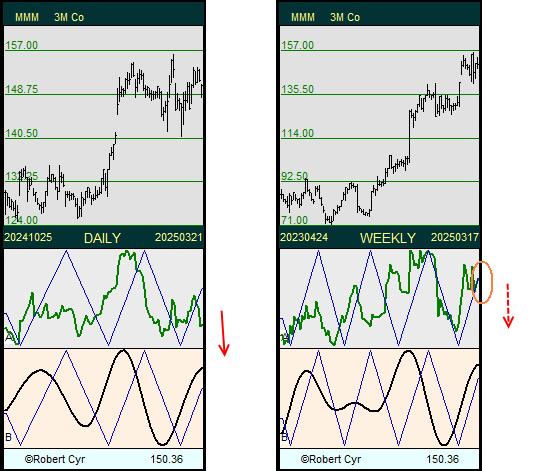 MMM 3M Co
157.00
148.75
140.50
132.25
124.00
20241025 DAILY 20250321
A
B
©Robert Cyr 150.36
MMM 3M Co
157.00
135.50
114.00
92.50
71.00
20230424 WEEKLY 20250317
A
B
©Robert Cyr 150.36